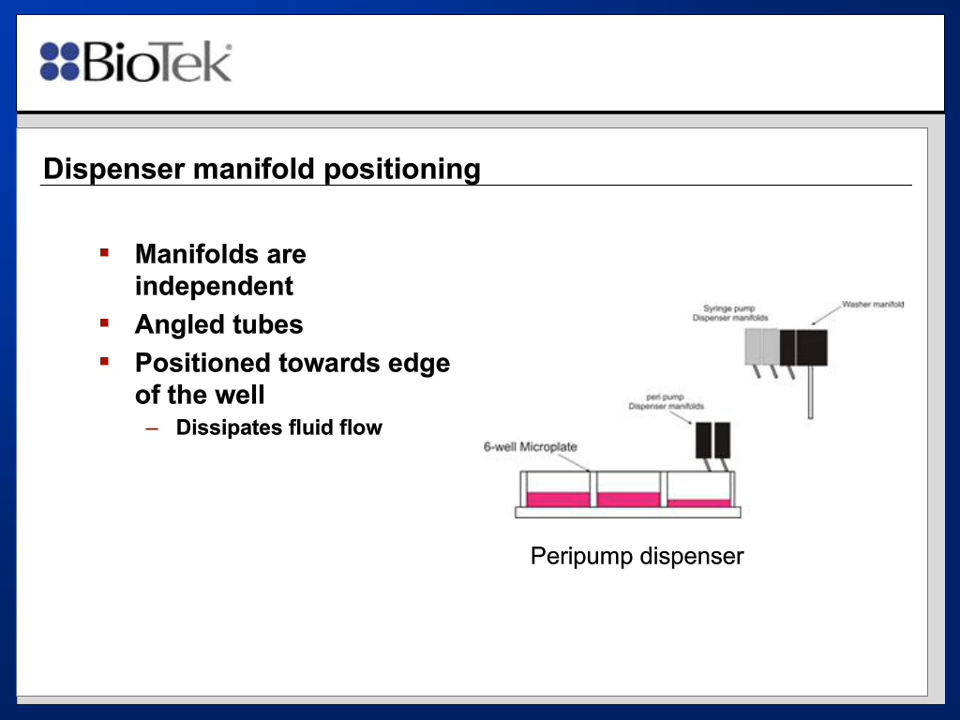 BioTek
Dispenser manifold positioning
▪ Manifolds are
independent
▪ Angled tubes
▪ Positioned towards edge
of the well
– Dissipates fluid flow
Syringe pump
Dispenser manifolds
Washer manifold
peri pump
Dispenser manifolds
6-well Microplate
Peripump dispenser